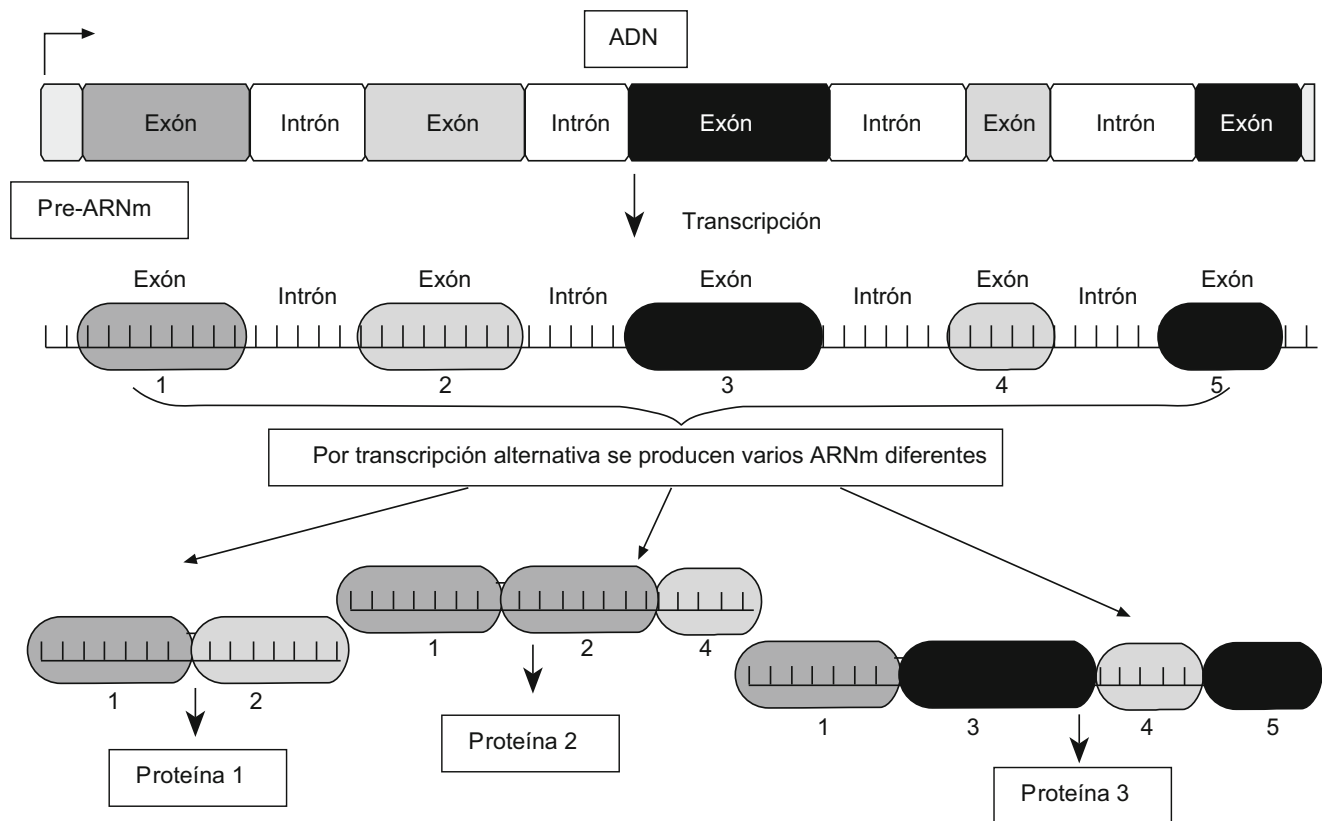 ADN
Exón Intrón Exón Intrón Exón Intrón Exón Intrón Exón
Pre-ARNm
Transcripción
Exón Intrón Exón Intrón Exón Intrón Exón Intrón Exón
1 2 3 4 5
Por transcripción alternativa se producen varios ARNm diferentes
1 2
Proteína 1
1 2 4
Proteína 2
1 3 4 5
Proteína 3